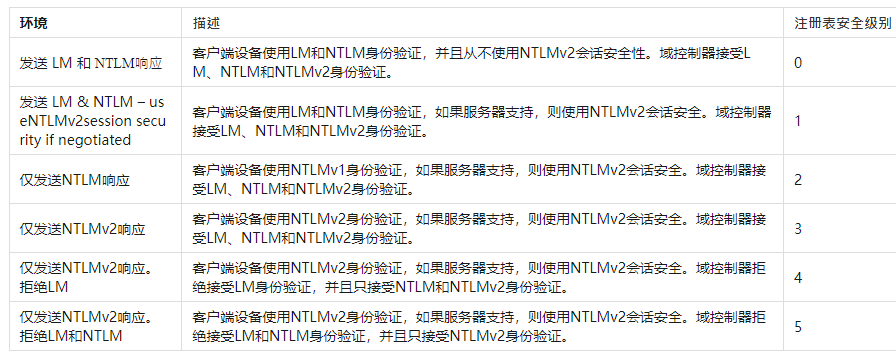 环境 描述 注册表安全级别
发送 LM 和 NTLM响应
客户端设备使用LM和NTLM身份验证，并且从不使用NTLMv2会话安全性。域控制器接受L
M、NTLM和NTLMv2身份验证。
0
发送 LM & NTLM – us
eNTLMv2session secu
rity if negotiated
客户端设备使用LM和NTLM身份验证，如果服务器支持，则使用NTLMv2会话安全。域控制器
接受LM、NTLM和NTLMv2身份验证。
1
仅发送NTLM响应
客户端设备使用NTLMv1身份验证，如果服务器支持，则使用NTLMv2会话安全。域控制器接
受LM、NTLM和NTLMv2身份验证。
2
仅发送NTLMv2响应
客户端设备使用NTLMv2身份验证，如果服务器支持，则使用NTLMv2会话安全。域控制器接
受LM、NTLM和NTLMv2身份验证。
3
仅发送NTLMv2响应。
拒绝LM
客户端设备使用NTLMv2身份验证，如果服务器支持，则使用NTLMv2会话安全。域控制器拒
绝接受LM身份验证，并且只接受NTLM和NTLMv2身份验证。
4
仅发送NTLMv2响应。
拒绝LM和NTLM
客户端设备使用NTLMv2身份验证，如果服务器支持，则使用NTLMv2会话安全。域控制器拒
绝接受LM和NTLM身份验证，并且只接受NTLMv2身份验证。
5